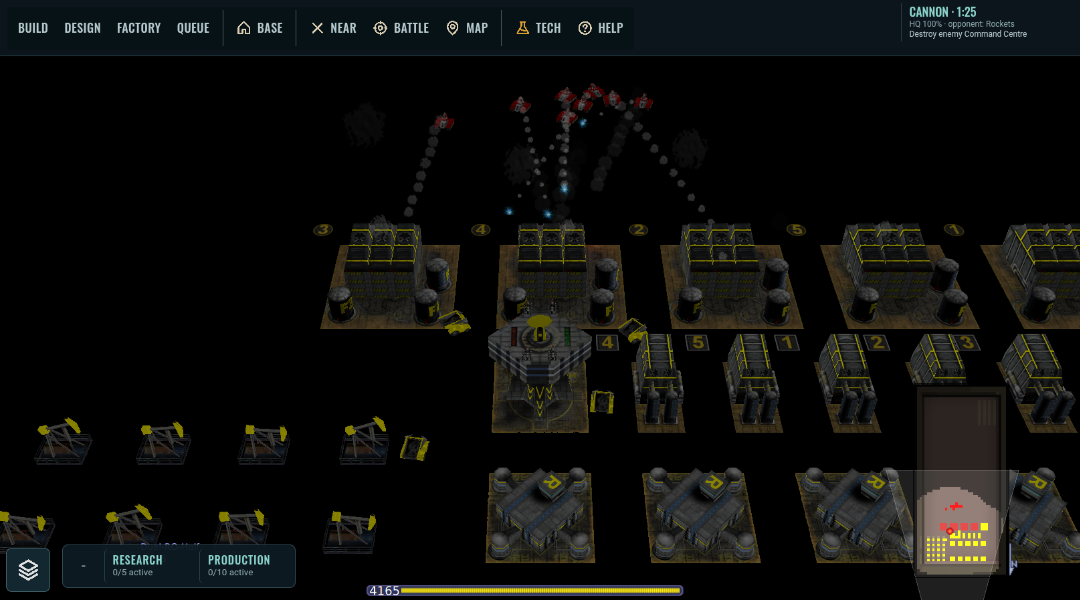 BUILD DESIGN FACTORY QUEUE BASE NEAR BATTLE MAP TECH HELP
CANNON · 1:25
HQ 100% · opponent: Rockets
Destroy enemy Command Centre
3 4 2 5 1
4 5 1 2 3
F F F
R R R R
- RESEARCH PRODUCTION
0/5 active 0/10 active
4165
N